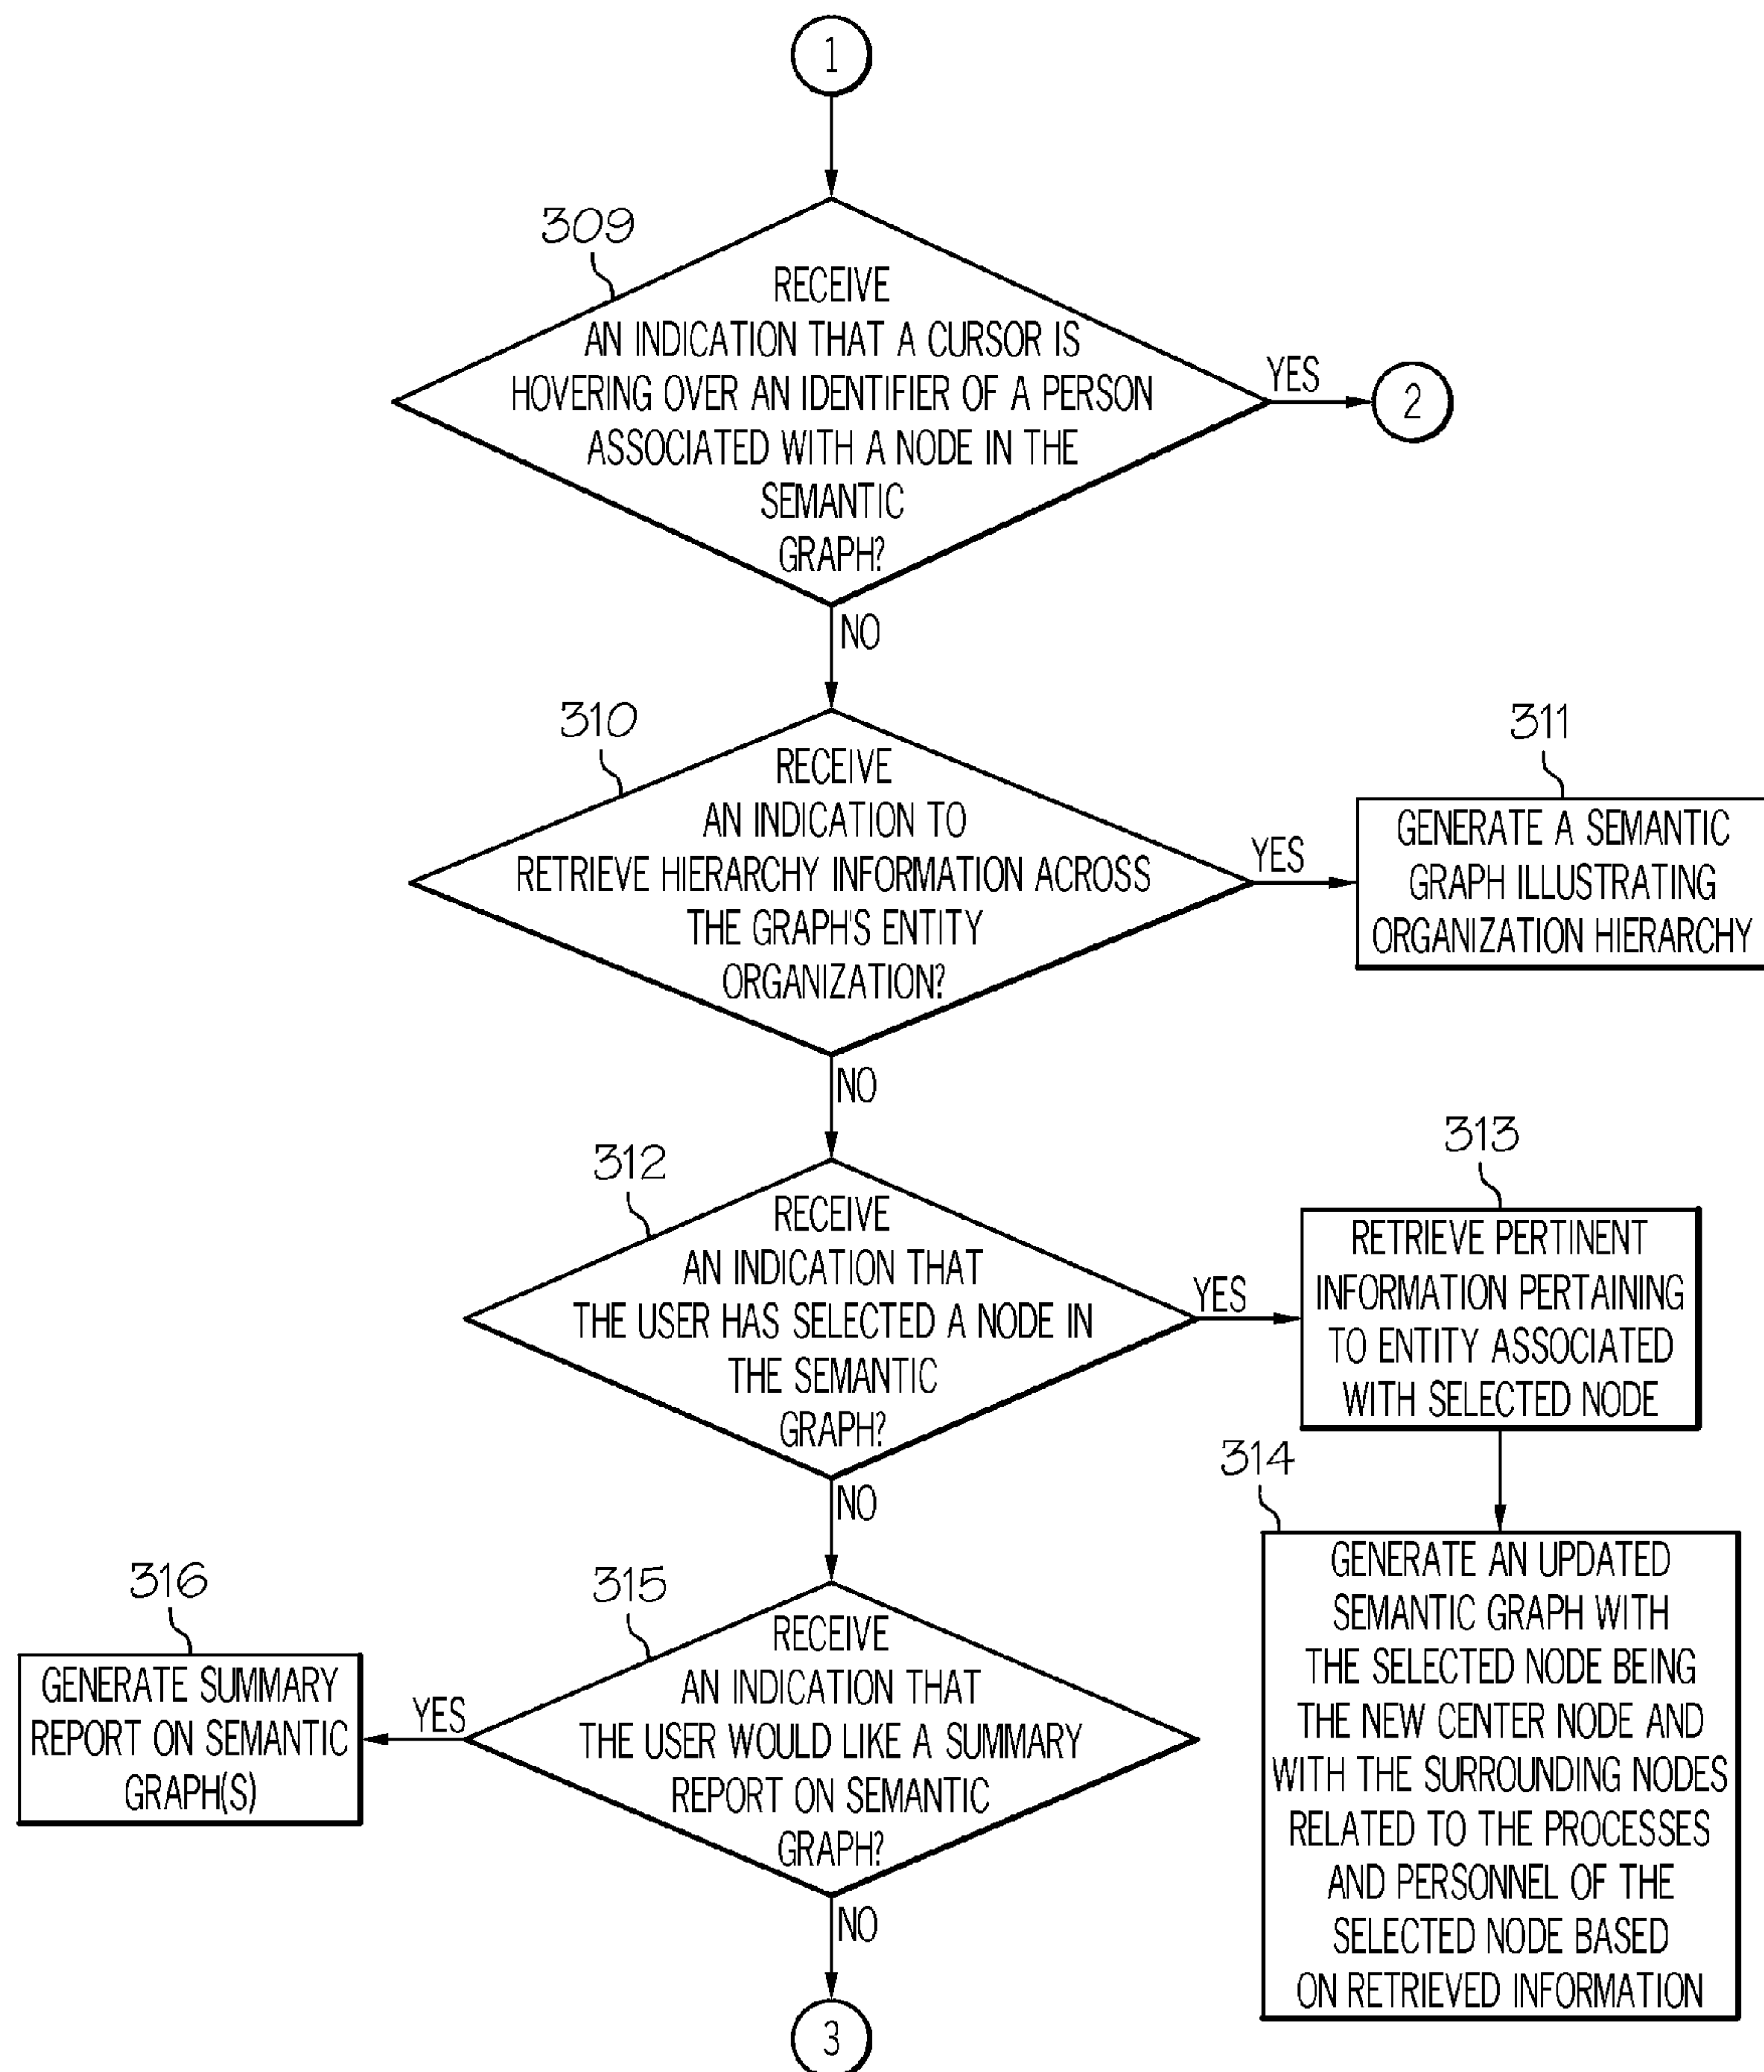 1
309
RECEIVE
AN INDICATION THAT A CURSOR IS
HOVERING OVER AN IDENTIFIER OF A PERSON
ASSOCIATED WITH A NODE IN THE
SEMANTIC
GRAPH?
YES
2
NO
310
RECEIVE
AN INDICATION TO
RETRIEVE HIERARCHY INFORMATION ACROSS
THE GRAPH'S ENTITY
ORGANIZATION?
YES
311
GENERATE A SEMANTIC
GRAPH ILLUSTRATING
ORGANIZATION HIERARCHY
NO
312
RECEIVE
AN INDICATION THAT
THE USER HAS SELECTED A NODE IN
THE SEMANTIC
GRAPH?
YES
313
RETRIEVE PERTINENT
INFORMATION PERTAINING
TO ENTITY ASSOCIATED
WITH SELECTED NODE
314
GENERATE AN UPDATED
SEMANTIC GRAPH WITH
THE SELECTED NODE BEING
THE NEW CENTER NODE AND
WITH THE SURROUNDING NODES
RELATED TO THE PROCESSES
AND PERSONNEL OF THE
SELECTED NODE BASED
ON RETRIEVED INFORMATION
NO
315
RECEIVE
AN INDICATION THAT
THE USER WOULD LIKE A SUMMARY
REPORT ON SEMANTIC
GRAPH?
YES
316
GENERATE SUMMARY
REPORT ON SEMANTIC
GRAPH(S)
NO
3